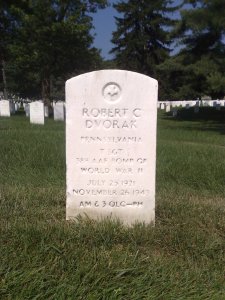 ROBERT C
DVORAK
PENNSYLVANIA
T SGT
AAF BOMB GP
WORLD WAR II
JULY 25 1921
NOVEMBER 26 1943
AM & 3 OLC—PH